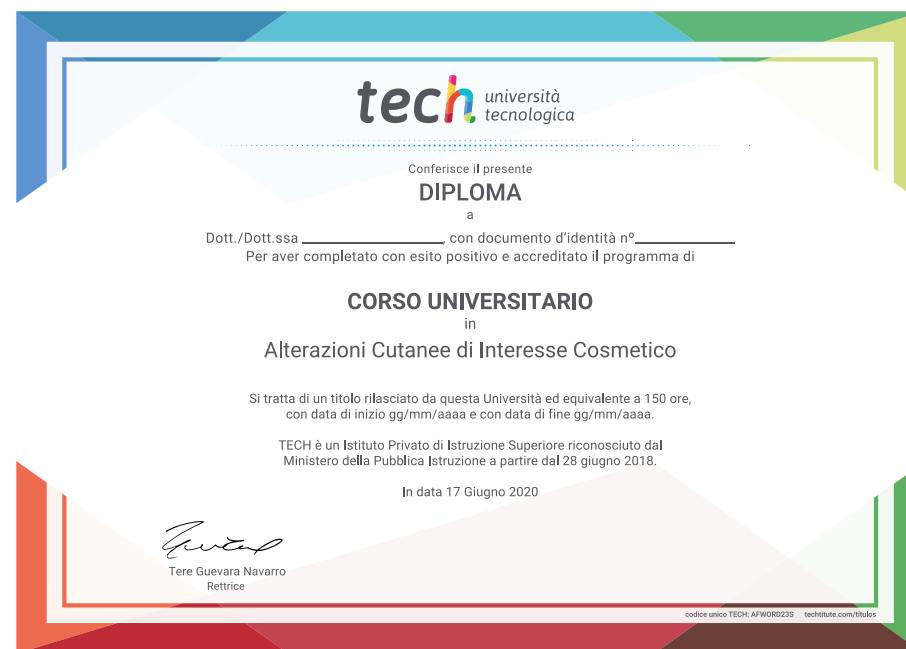 tech università
tecnologica
Conferisce il presente
DIPLOMA
a
Dott./Dott.ssa ____________________, con documento d'identità nº______________
Per aver completato con esito positivo e accreditato il programma di
CORSO UNIVERSITARIO
in
Alterazioni Cutanee di Interesse Cosmetico
Si tratta di un titolo rilasciato da questa Università ed equivalente a 150 ore,
con data di inizio gg/mm/aaaa e con data di fine gg/mm/aaaa.
TECH è un Istituto Privato di Istruzione Superiore riconosciuto dal
Ministero della Pubblica Istruzione a partire dal 28 giugno 2018.
In data 17 Giugno 2020
Tere Guevara Navarro
Rettrice
codice unico TECH: AFWORD23S techtitute.com/titulos